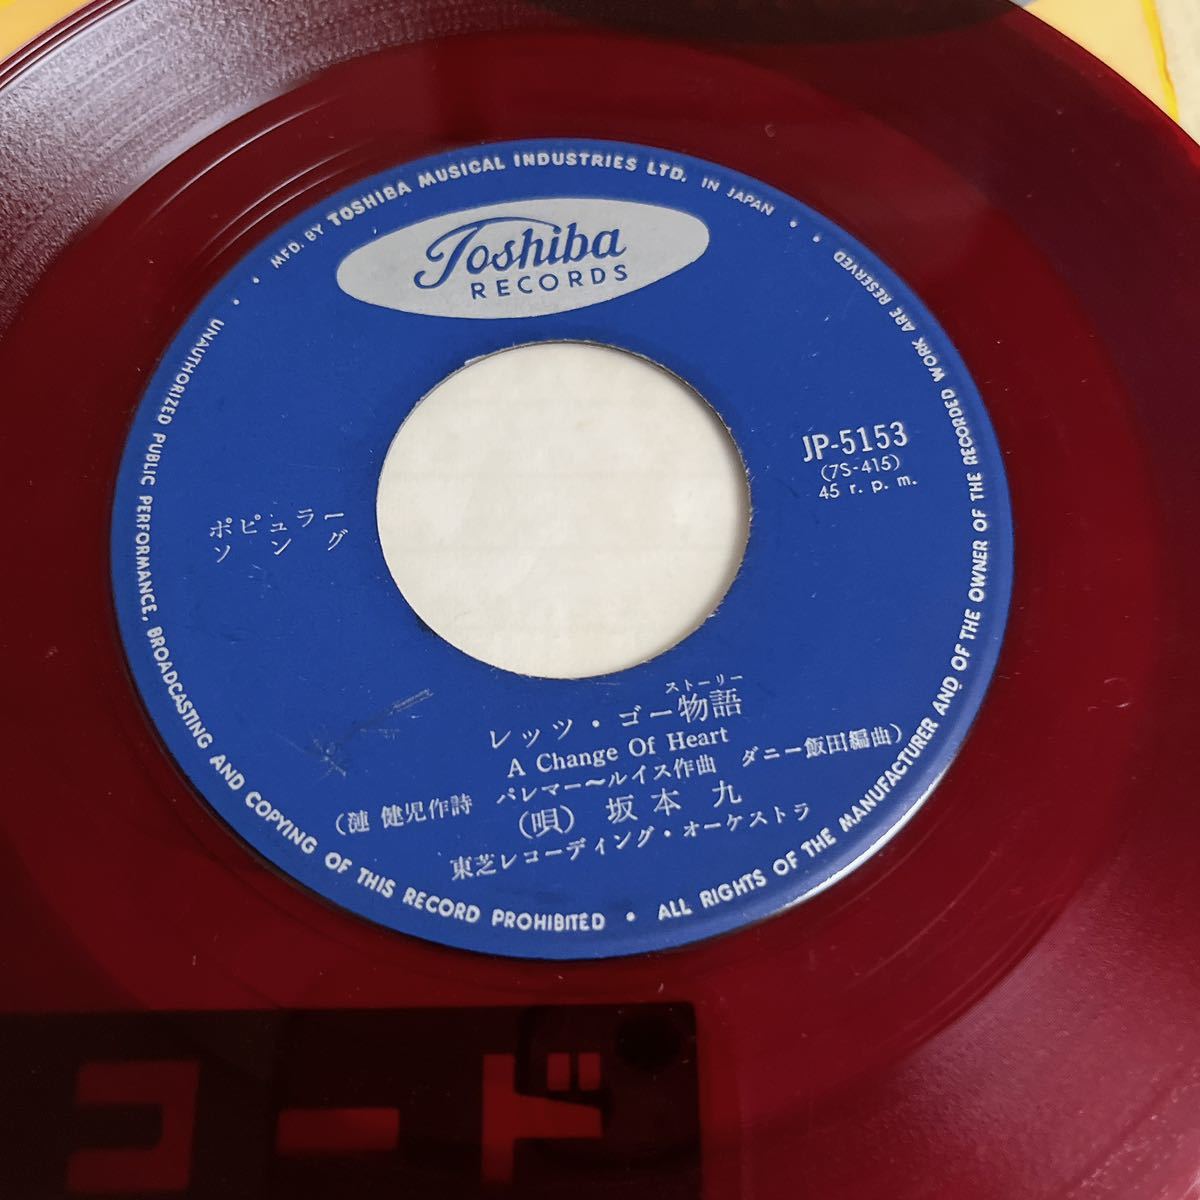 MFD. BY TOSHIBA MUSICAL INDUSTRIES LTD. IN JAPAN
Toshiba
RECORDS
JP-5153
(7S-415)
45 r. p. m.
ポピュラー
ソング
ストーリー
レッツ・ゴー物語
A Change Of Heart
(漣 健児作詩 パレマー〜ルイス作曲 ダニー飯田編曲)
(唄) 坂本 九
東芝レコーディング・オーケストラ
UNAUTHORIZED PUBLIC PERFORMANCE, BROADCASTING AND COPYING OF THIS RECORD PROHIBITED • ALL RIGHTS OF THE MANUFACTURER AND OF THE OWNER OF THE RECORDED WORK ARE RESERVED
コード